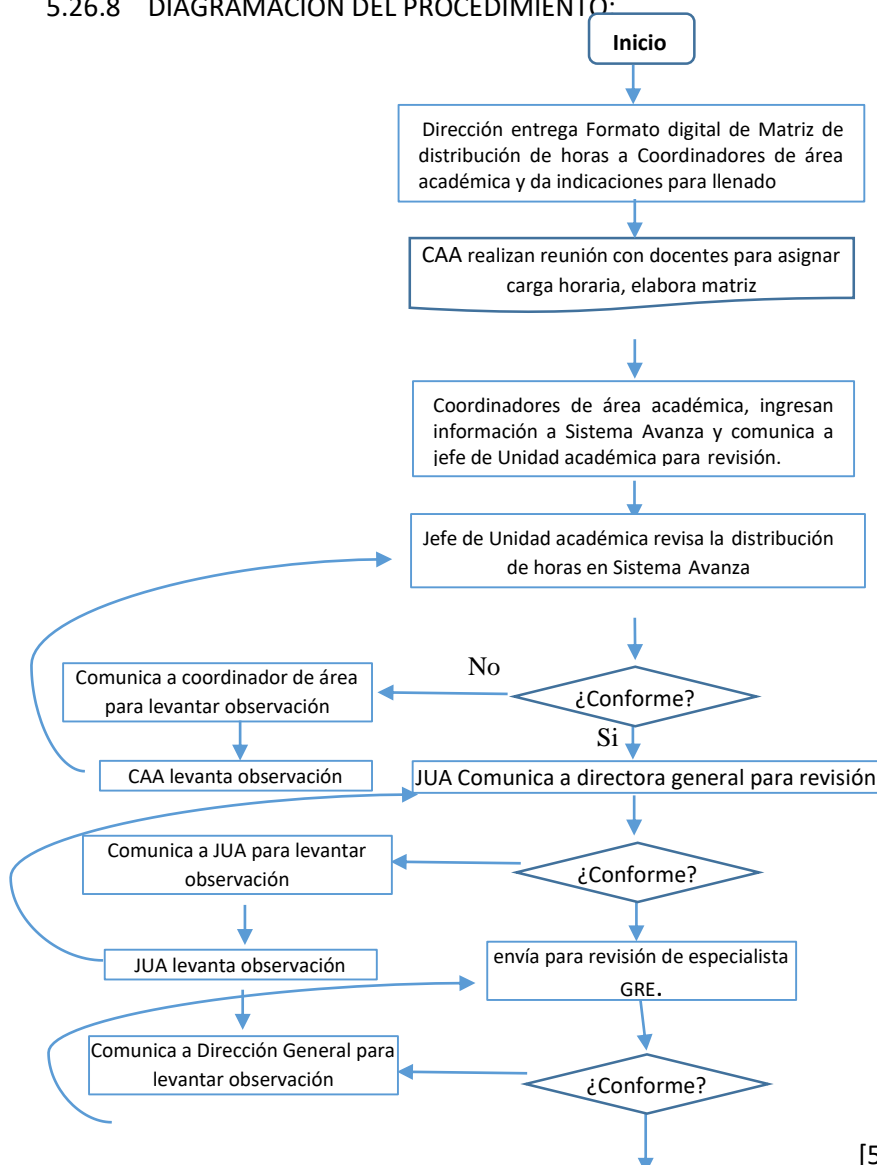 5.26.8 DIAGRAMACIÓN DEL PROCEDIMIENTO:
Inicio
Dirección entrega Formato digital de Matriz de
distribución de horas a Coordinadores de área
académica y da indicaciones para llenado
CAA realizan reunión con docentes para asignar
carga horaria, elabora matriz
Coordinadores de área académica, ingresan
información a Sistema Avanza y comunica a
jefe de Unidad académica para revisión.
Jefe de Unidad académica revisa la distribución
de horas en Sistema Avanza
No
Comunica a coordinador de área
para levantar observación
¿Conforme?
Si
CAA levanta observación
JUA Comunica a directora general para revisión
Comunica a JUA para levantar
observación
¿Conforme?
JUA levanta observación
envía para revisión de especialista
GRE.
Comunica a Dirección General para
levantar observación
¿Conforme?
[5